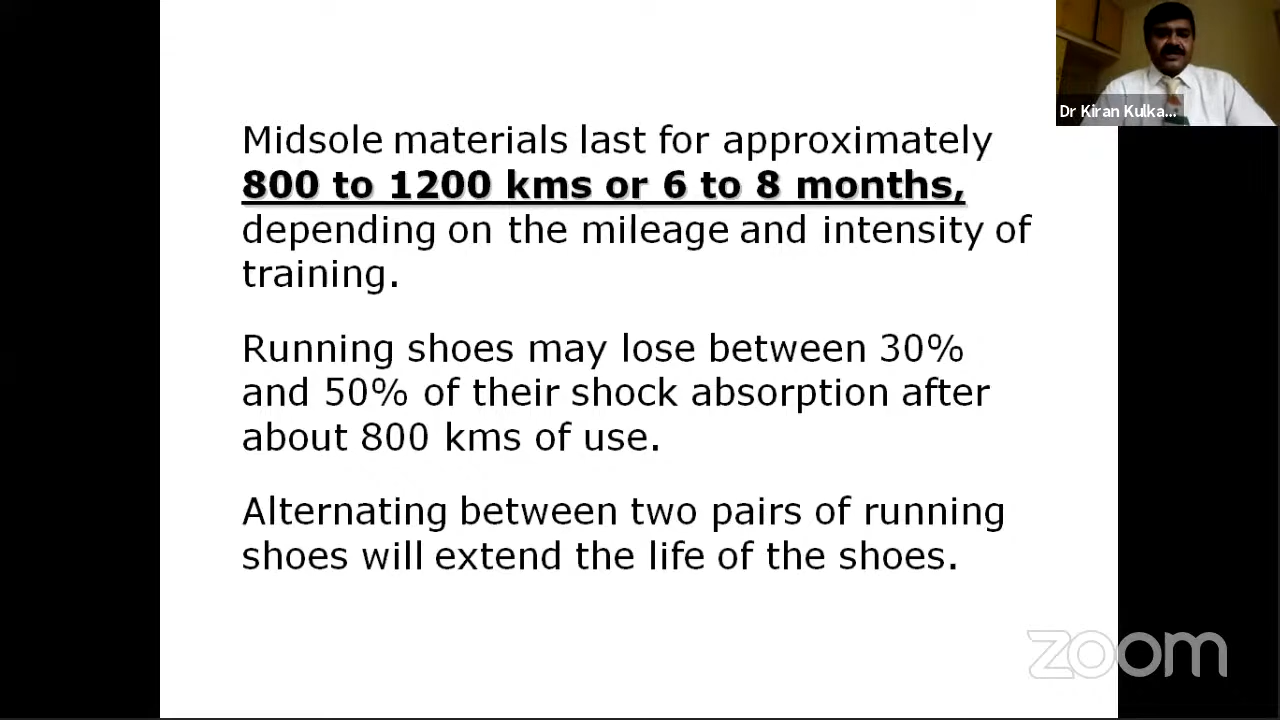 Dr Kiran Kulka...
Midsole materials last for approximately
800 to 1200 kms or 6 to 8 months,
depending on the mileage and intensity of
training.
Running shoes may lose between 30%
and 50% of their shock absorption after
about 800 kms of use.
Alternating between two pairs of running
shoes will extend the life of the shoes.
zoom